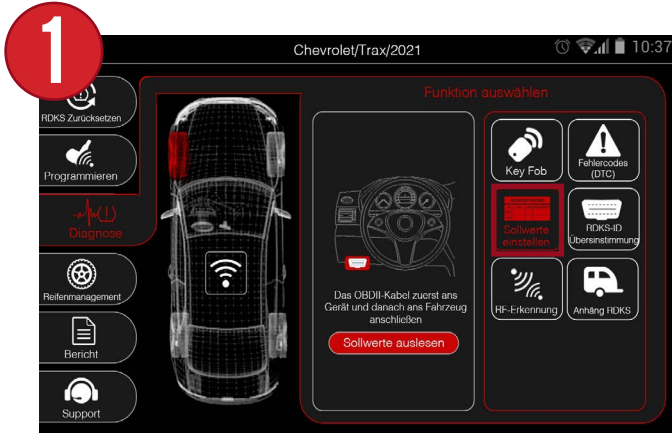 1
Chevrolet/Trax/2021
10:37
RDKS Zurücksetzen
Programmieren
Diagnose
Reifenmanagement
Bericht
Support
Funktion auswählen
Das OBDII-Kabel zuerst ans
Gerät und danach ans Fahrzeug
anschließen
Sollwerte auslesen
Key Fob
Fehlercodes
(DTC)
Sollwerte
einstellen
RDKS-ID
Übersinstimmung
RF-Erkennung
Anhäng RDKS